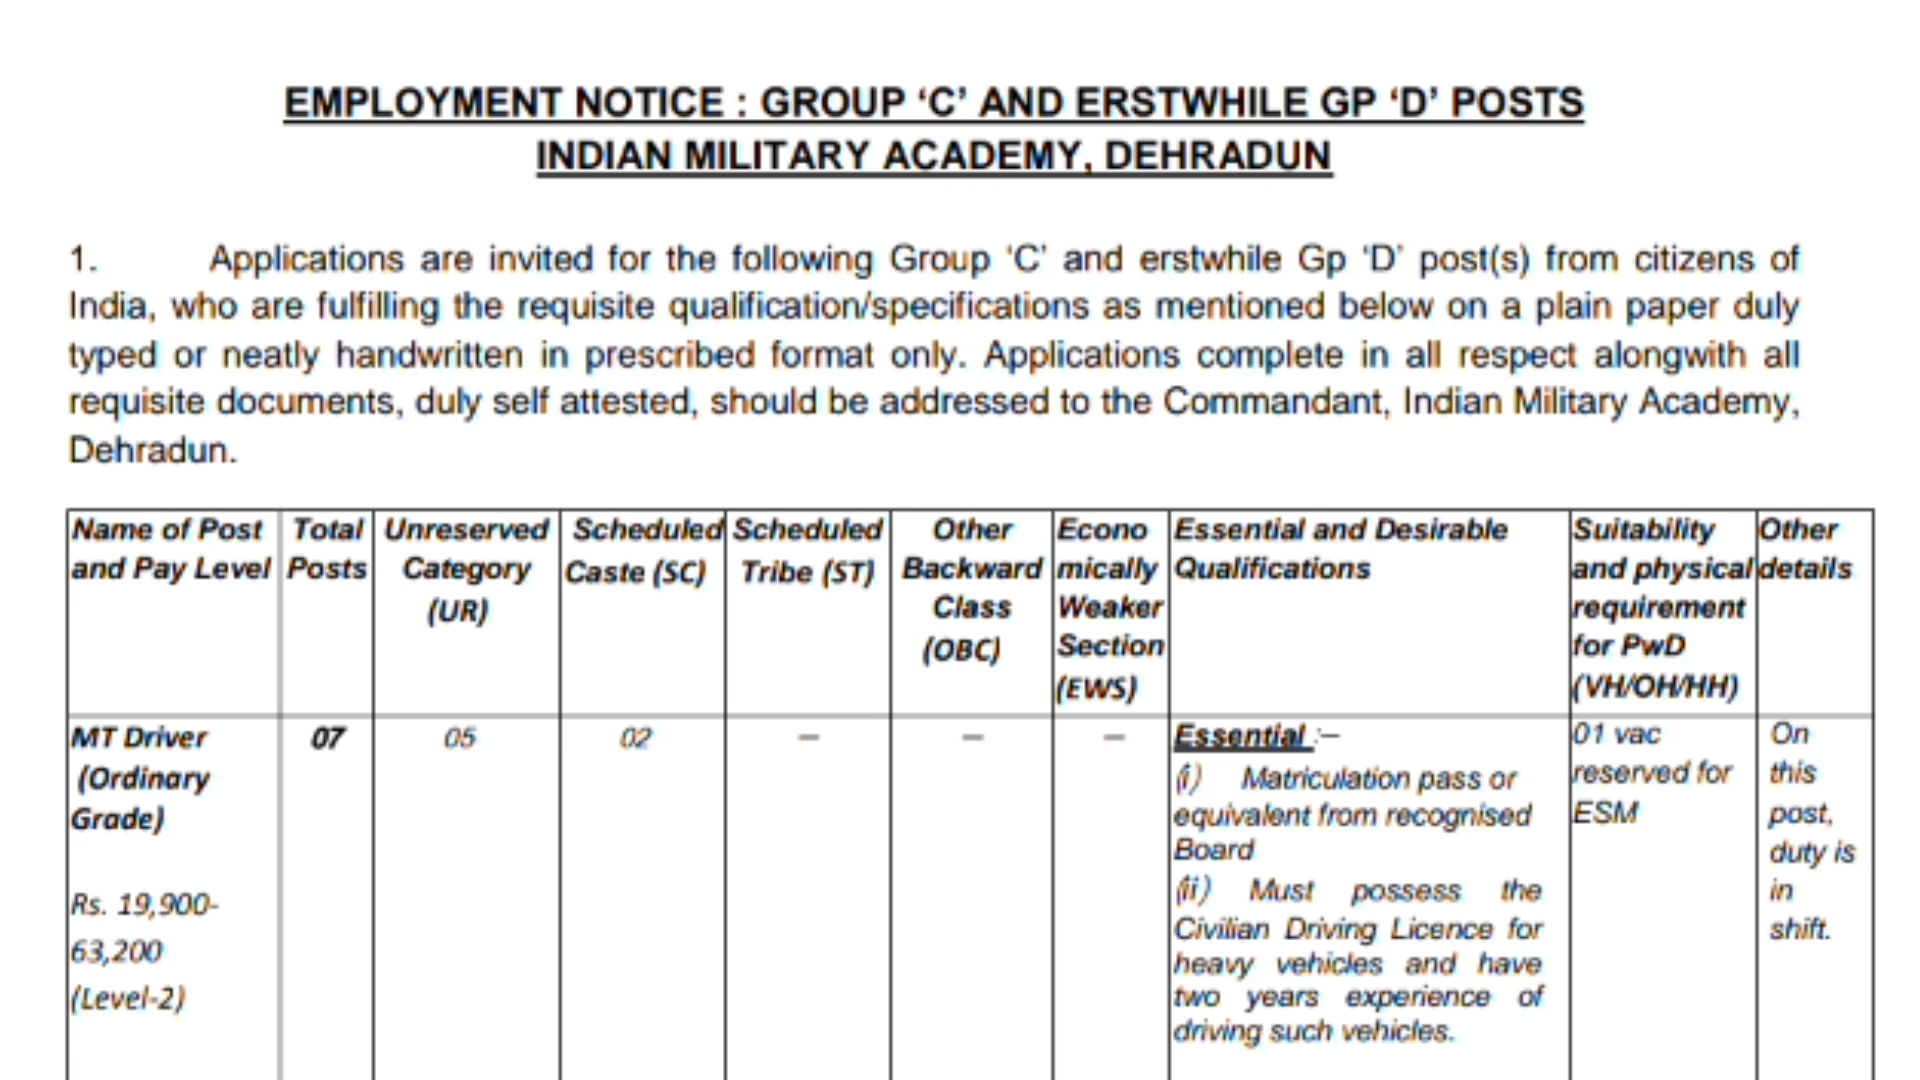 EMPLOYMENT NOTICE : GROUP ‘C’ AND ERSTWHILE GP ‘D’ POSTS
INDIAN MILITARY ACADEMY, DEHRADUN
1. Applications are invited for the following Group ‘C’ and erstwhile Gp ‘D’ post(s) from citizens of
India, who are fulfilling the requisite qualification/specifications as mentioned below on a plain paper duly
typed or neatly handwritten in prescribed format only. Applications complete in all respect alongwith all
requisite documents, duly self attested, should be addressed to the Commandant, Indian Military Academy,
Dehradun.
Name of Post
and Pay Level
Total
Posts
Unreserved
Category
(UR)
Scheduled
Caste (SC)
Scheduled
Tribe (ST)
Other
Backward
Class
(OBC)
Econo
mically
Weaker
Section
(EWS)
Essential and Desirable
Qualifications
Suitability
and physical
requirement
for PwD
(VH/OH/HH)
Other
details
MT Driver
(Ordinary
Grade)
Rs. 19,900-
63,200
(Level-2)
07
05
02
–
–
–
Essential :–
(i) Matriculation pass or
equivalent from recognised
Board
(ii) Must possess the
Civilian Driving Licence for
heavy vehicles and have
two years experience of
driving such vehicles.
01 vac
reserved for
ESM
On
this
post,
duty is
in
shift.